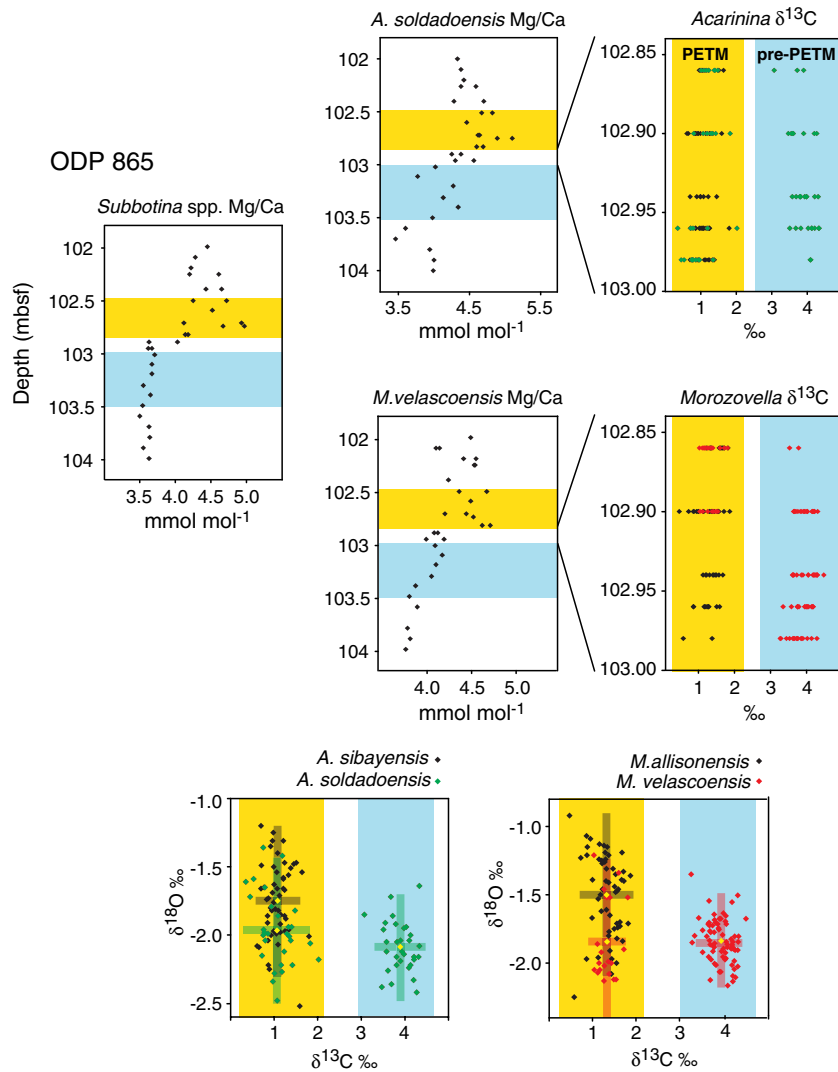 ODP 865
Subbotina spp. Mg/Ca
102
102.5
103
103.5
104
Depth (mbsf)
3.5 4.0 4.5 5.0
mmol mol-1
A. soldadoensis Mg/Ca
102
102.5
103
103.5
104
3.5 4.5 5.5
mmol mol-1
Acarinina δ13C
PETM pre-PETM
102.85
102.90
102.95
103.00
1 2 3 4
‰
M.velascoensis Mg/Ca
102
102.5
103
103.5
104
4.0 4.5 5.0
mmol mol-1
Morozovella δ13C
102.85
102.90
102.95
103.00
1 2 3 4
‰
A. sibayensis
A. soldadoensis
-1.0
-1.5
-2.0
-2.5
δ18O ‰
1 2 3 4
δ13C ‰
M.allisonensis
M. velascoensis
-1.0
-1.5
-2.0
δ18O ‰
1 2 3 4
δ13C ‰